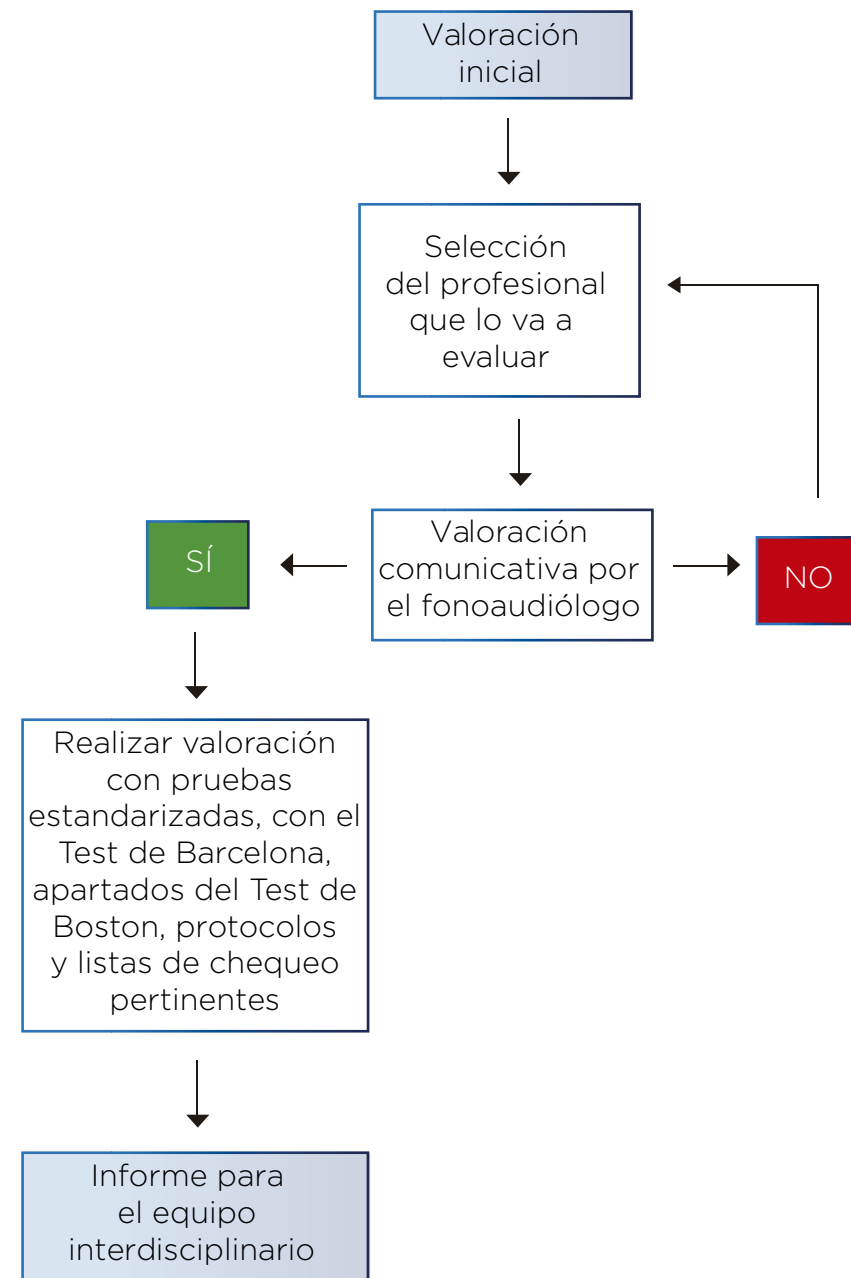 Valoración
inicial
Selección
del profesional
que lo va a
evaluar
Valoración
comunicativa por
el fonoaudiólogo
SÍ
NO
Realizar valoración
con pruebas
estandarizadas, con el
Test de Barcelona,
apartados del Test de
Boston, protocolos
y listas de chequeo
pertinentes
Informe para
el equipo
interdisciplinario